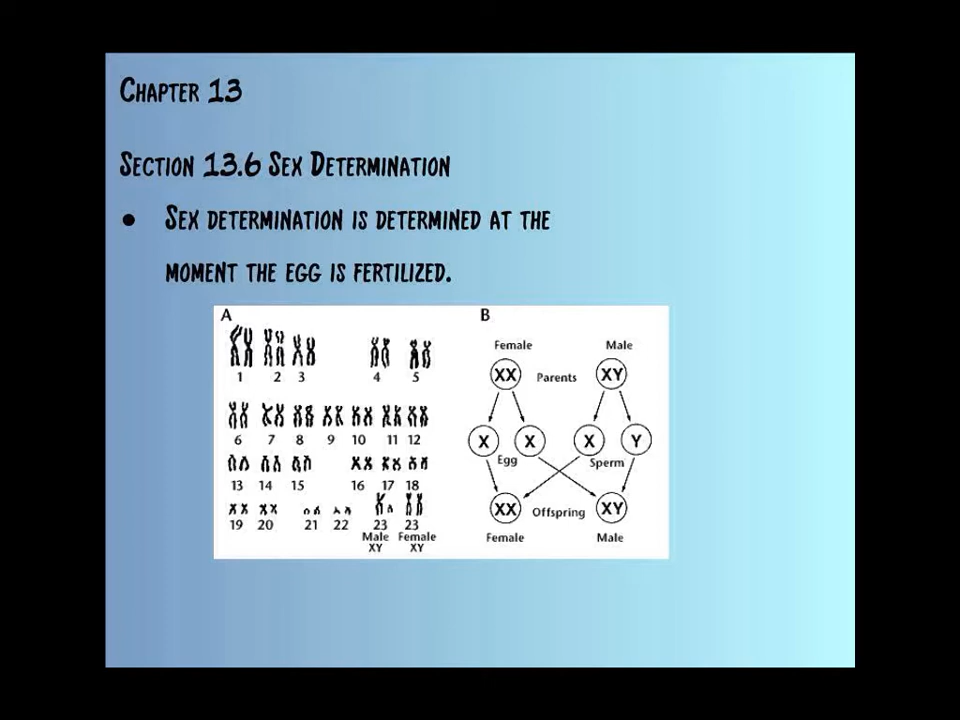 Chapter 13
Section 13.6 Sex Determination
• Sex determination is determined at the
moment the egg is fertilized.
A
1 2 3 4 5
6 7 8 9 10 11 12
13 14 15 16 17 18
19 20 21 22 23 23
Male Female
XY XY
B
Female Male
XX Parents XY
X X X Y
Egg Sperm
XX Offspring XY
Female Male